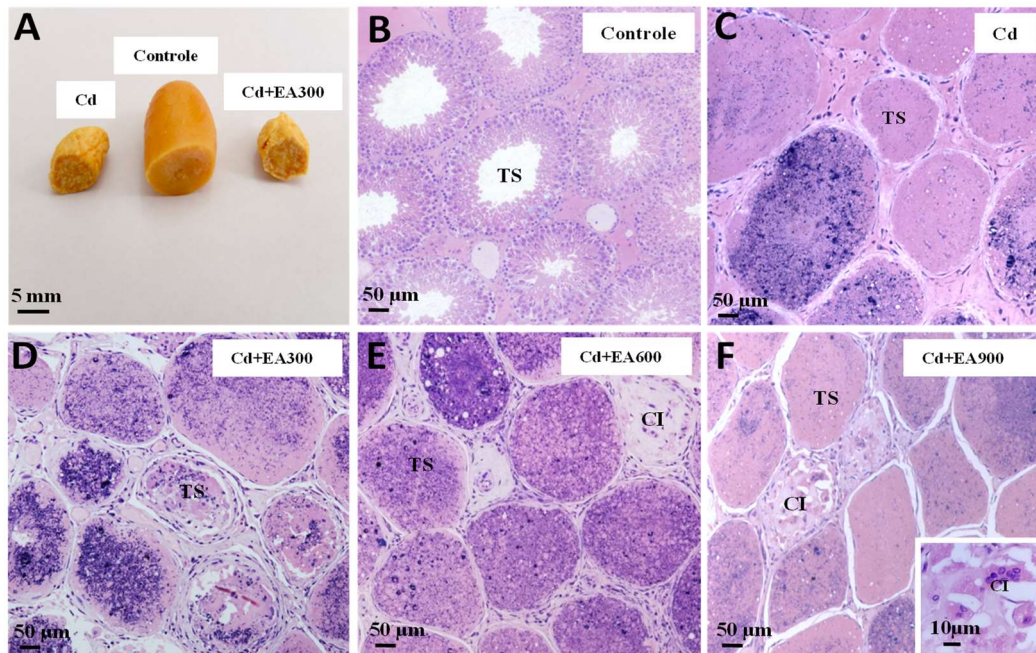 A
Controle
Cd
Cd+EA300
5 mm
B
Controle
TS
50 µm
C
Cd
TS
50 µm
D
Cd+EA300
TS
50 µm
E
Cd+EA600
CI
TS
50 µm
F
Cd+EA900
TS
CI
50 µm
CI
10µm